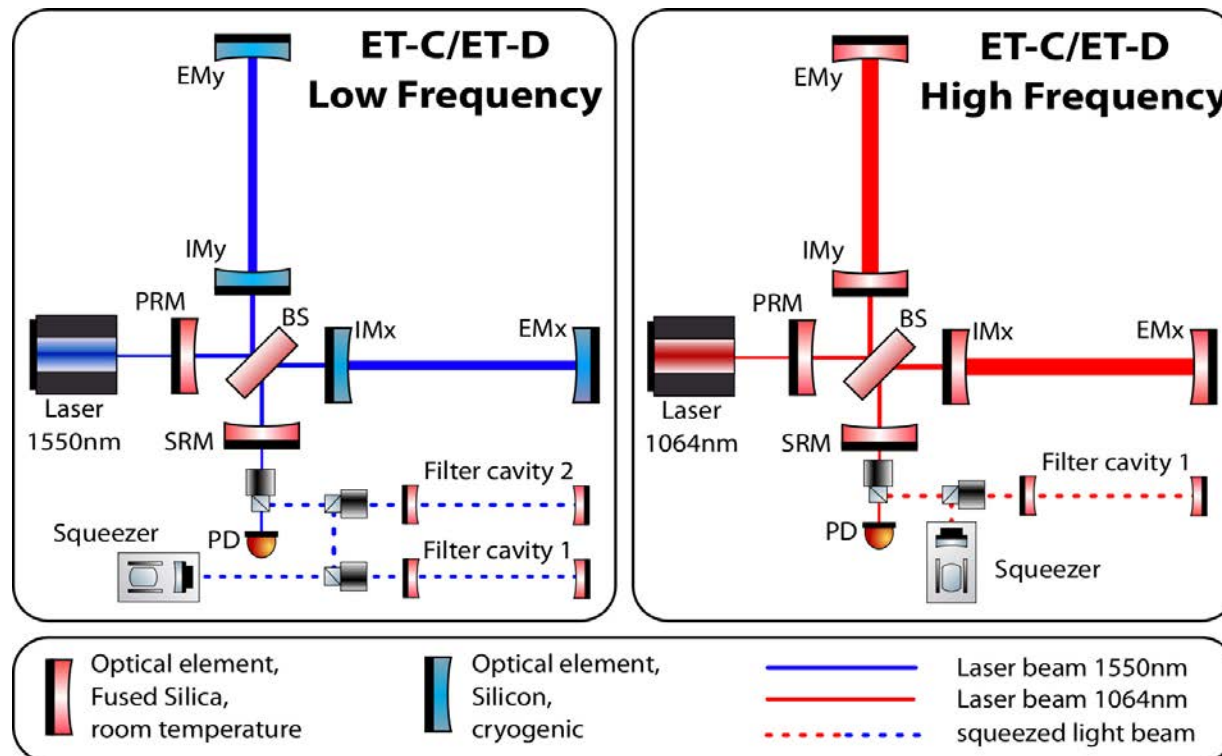 ET-C/ET-D
Low Frequency
EMy
IMy
PRM
BS
IMx
EMx
Laser
1550nm
SRM
Filter cavity 2
Squeezer
PD
Filter cavity 1
ET-C/ET-D
High Frequency
EMy
IMy
PRM
BS
IMx
EMx
Laser
1064nm
SRM
Filter cavity 1
PD
Squeezer
Optical element,
Fused Silica,
room temperature
Optical element,
Silicon,
cryogenic
Laser beam 1550nm
Laser beam 1064nm
squeezed light beam